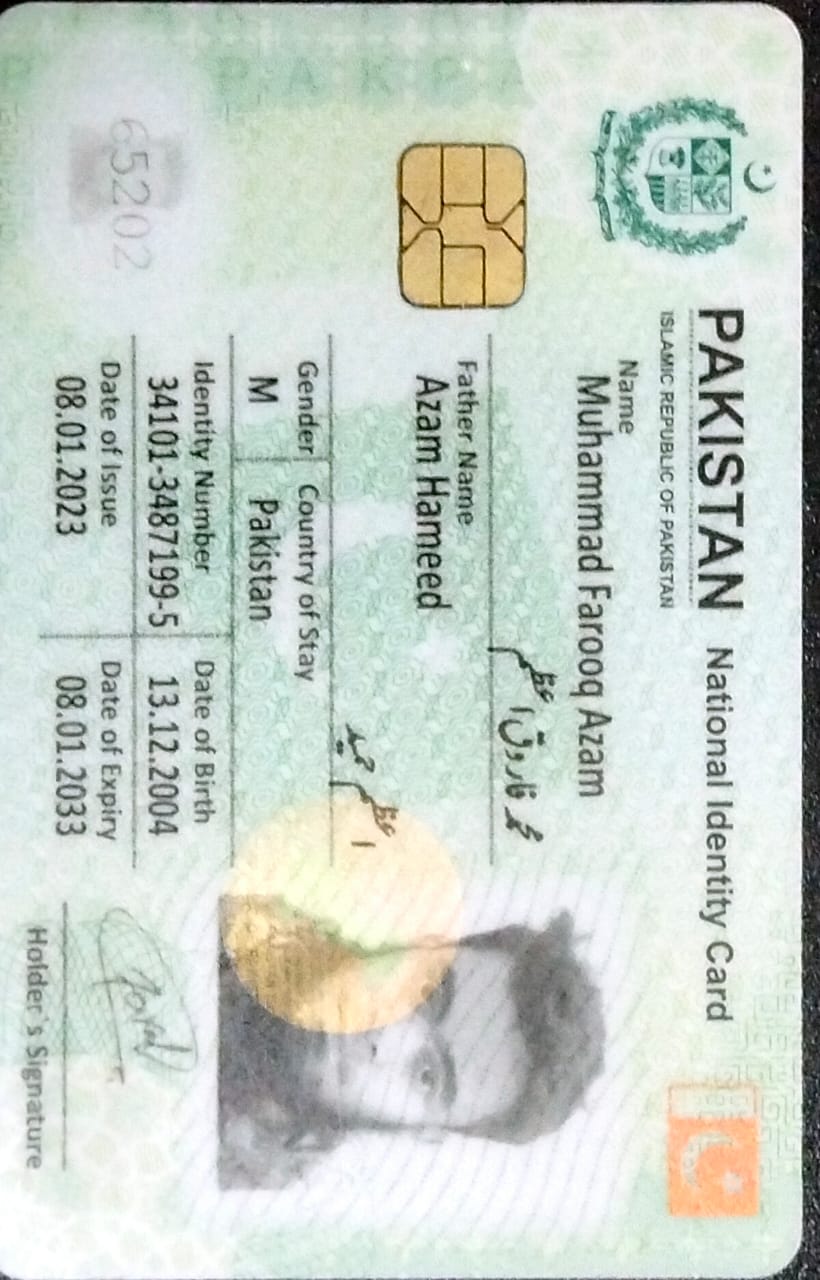 PAKISTAN National Identity Card
ISLAMIC REPUBLIC OF PAKISTAN
Name
Muhammad Farooq Azam
محمد فاروق اعظم
Father Name
Azam Hameed
اعظم حمید
Gender Country of Stay
M Pakistan
Identity Number Date of Birth
34101-3487199-5 13.12.2004
Date of Issue Date of Expiry
08.01.2023 08.01.2033
65202
Holder's Signature